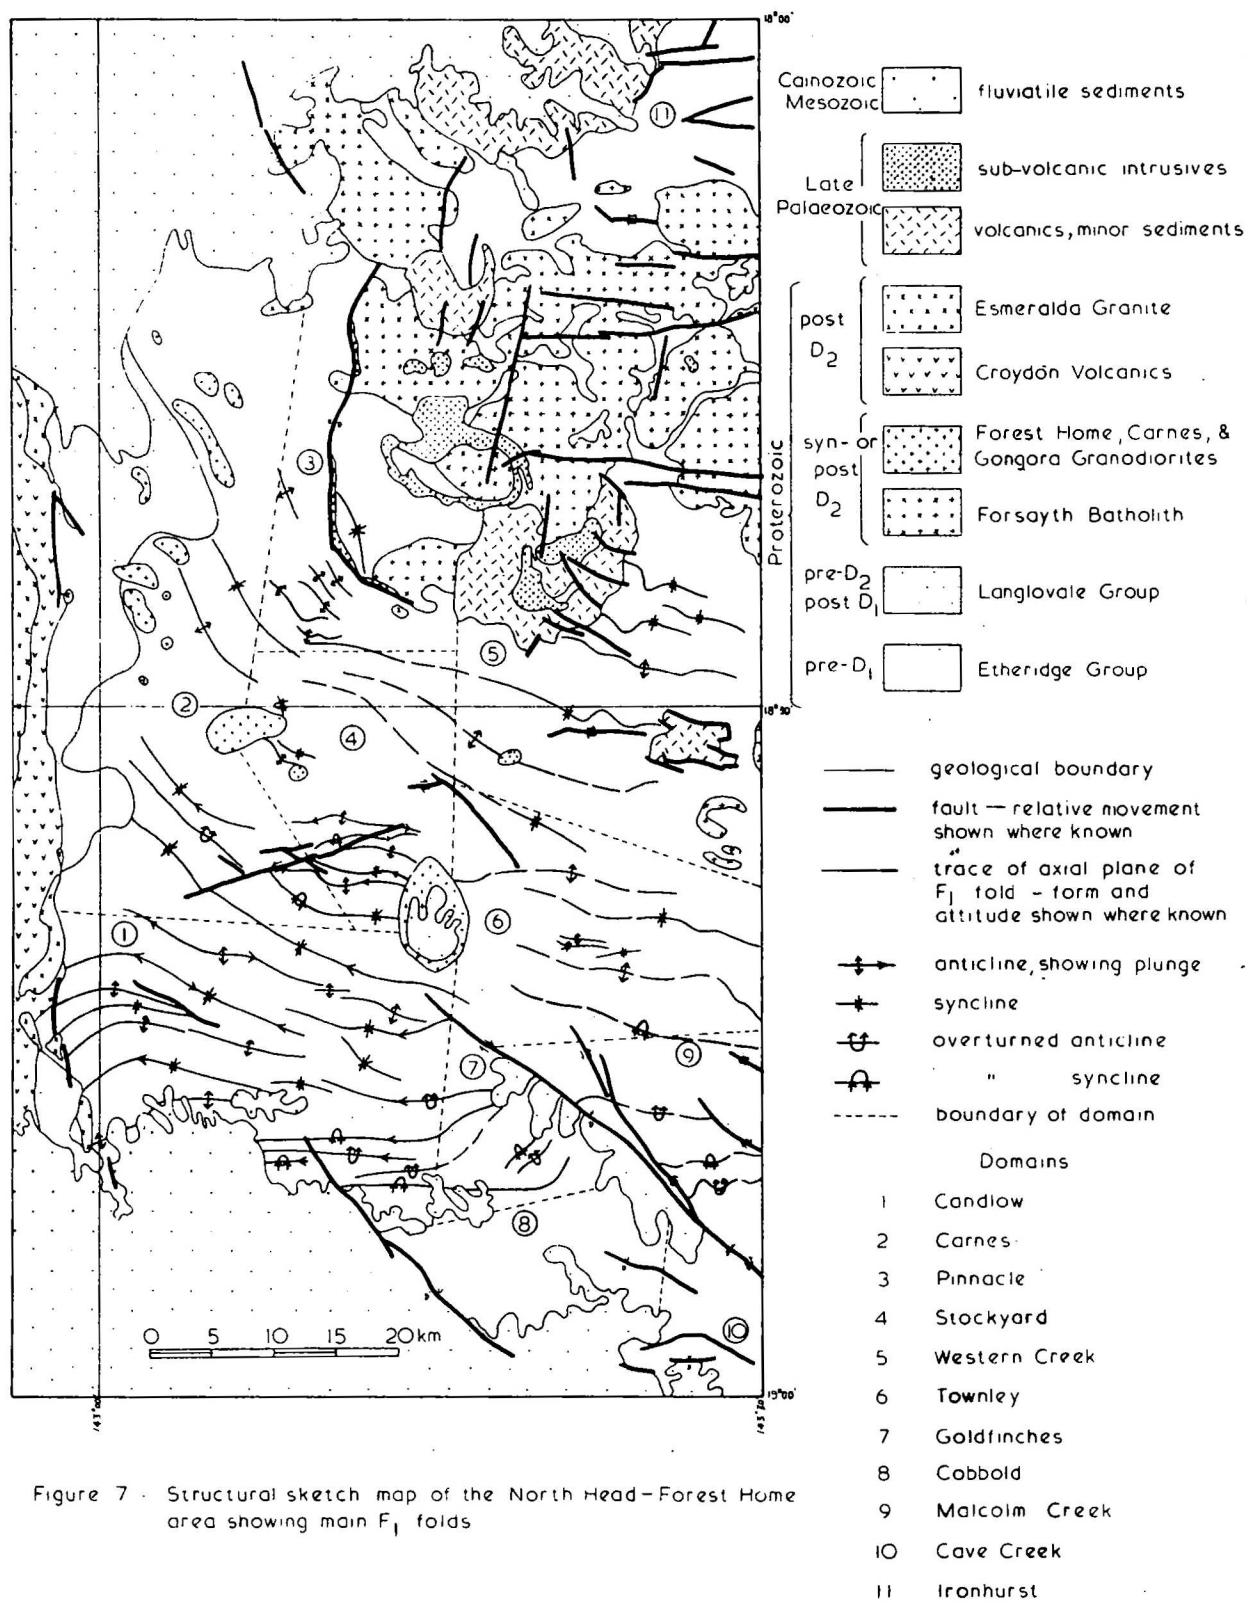 18°00'
Cainozoic
Mesozoic
fluviatile sediments
Late
Palaeozoic
sub-volcanic intrusives
volcanics, minor sediments
Proterozoic
post
D2
Esmeralda Granite
Croydon Volcanics
syn- or
post
D2
Forest Home, Carnes, &
Gongora Granodiorites
Forsayth Batholith
pre-D2
post D1
Langlovale Group
pre-D1
Etheridge Group
18°30'
geological boundary
fault — relative movement
shown where known
trace of axial plane of
F1 fold - form and
attitude shown where known
anticline, showing plunge
syncline
overturned anticline
" syncline
boundary of domain
Domains
1 Candlow
2 Carnes
3 Pinnacle
4 Stockyard
5 Western Creek
6 Townley
7 Goldfinches
8 Cobbold
9 Malcolm Creek
10 Cave Creek
11 Ironhurst
11
3
5
2
4
6
1
7
9
8
10
0 5 10 15 20km
19°00'
143°00'
143°30'
Figure 7 . Structural sketch map of the North Head-Forest Home
area showing main F1 folds